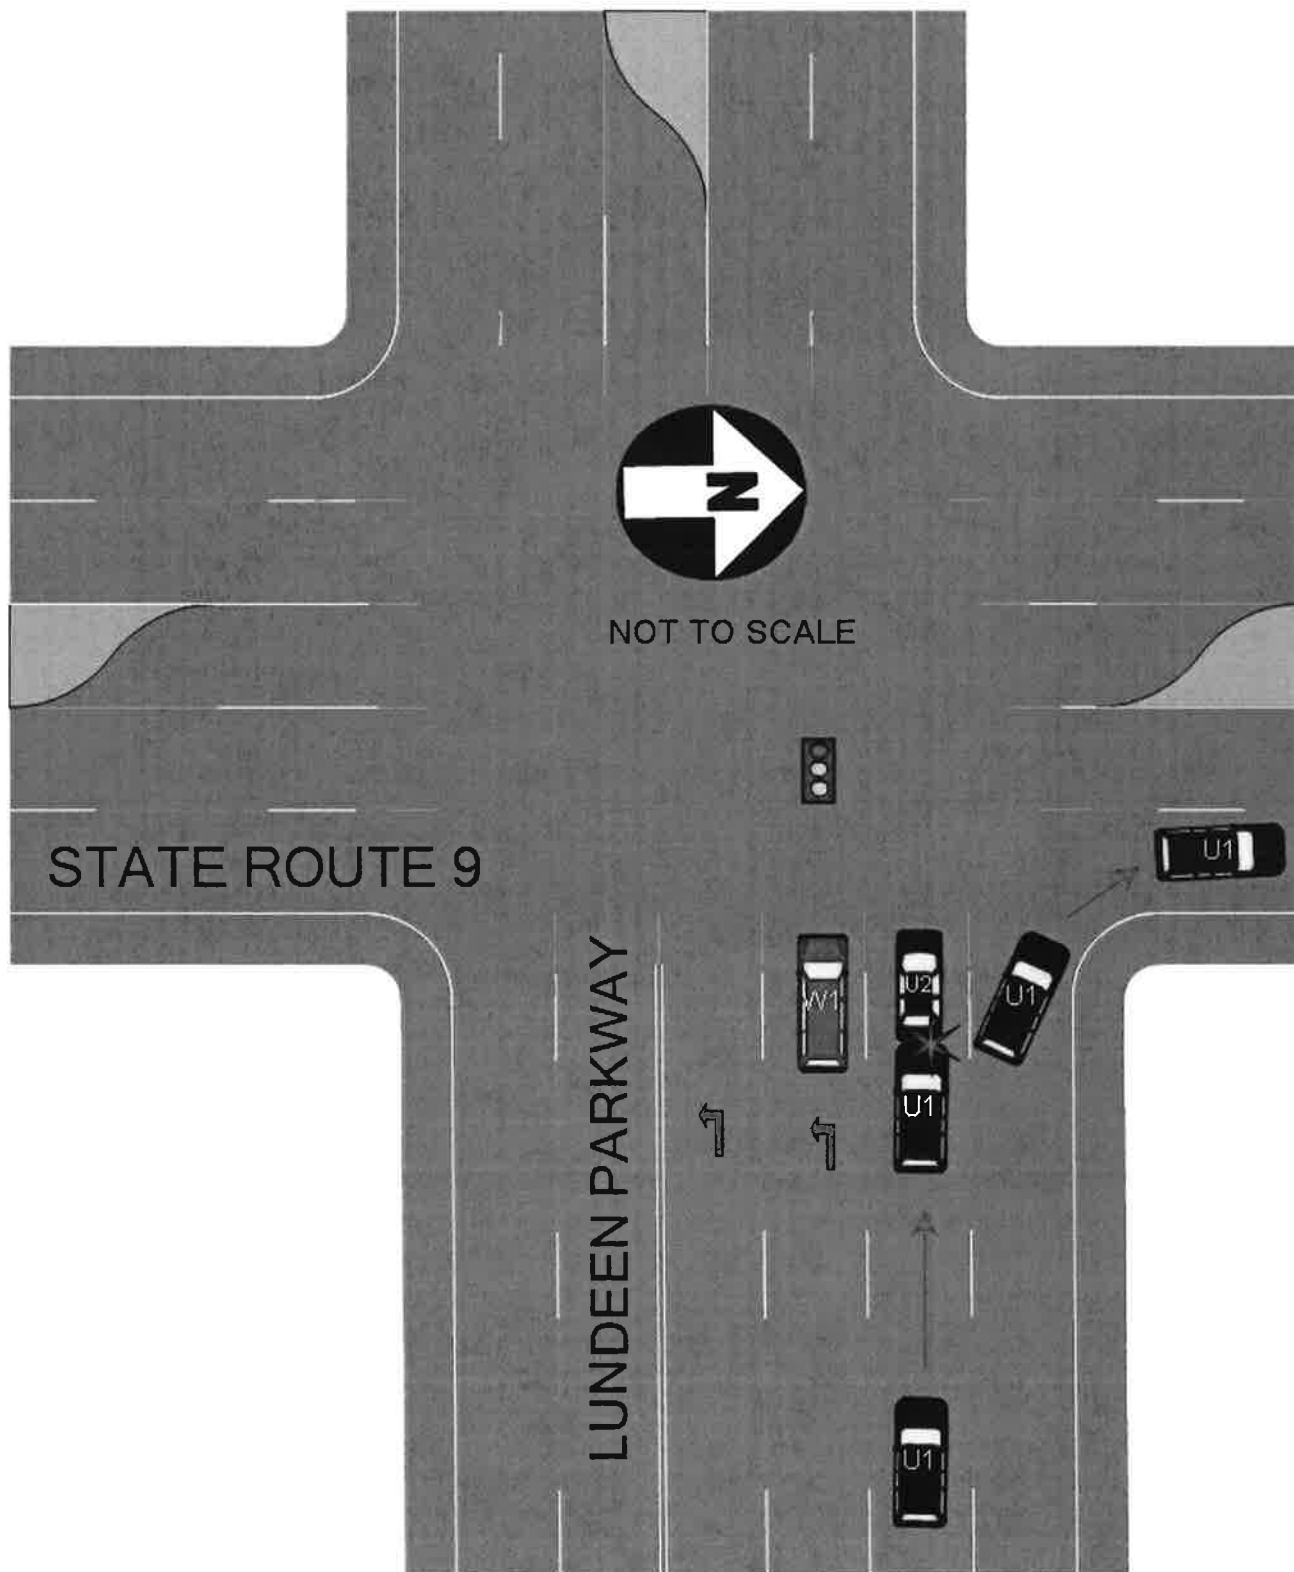 N
NOT TO SCALE
STATE ROUTE 9
U1
LUNDEEN PARKWAY
W1
U2
U1
U1
U1